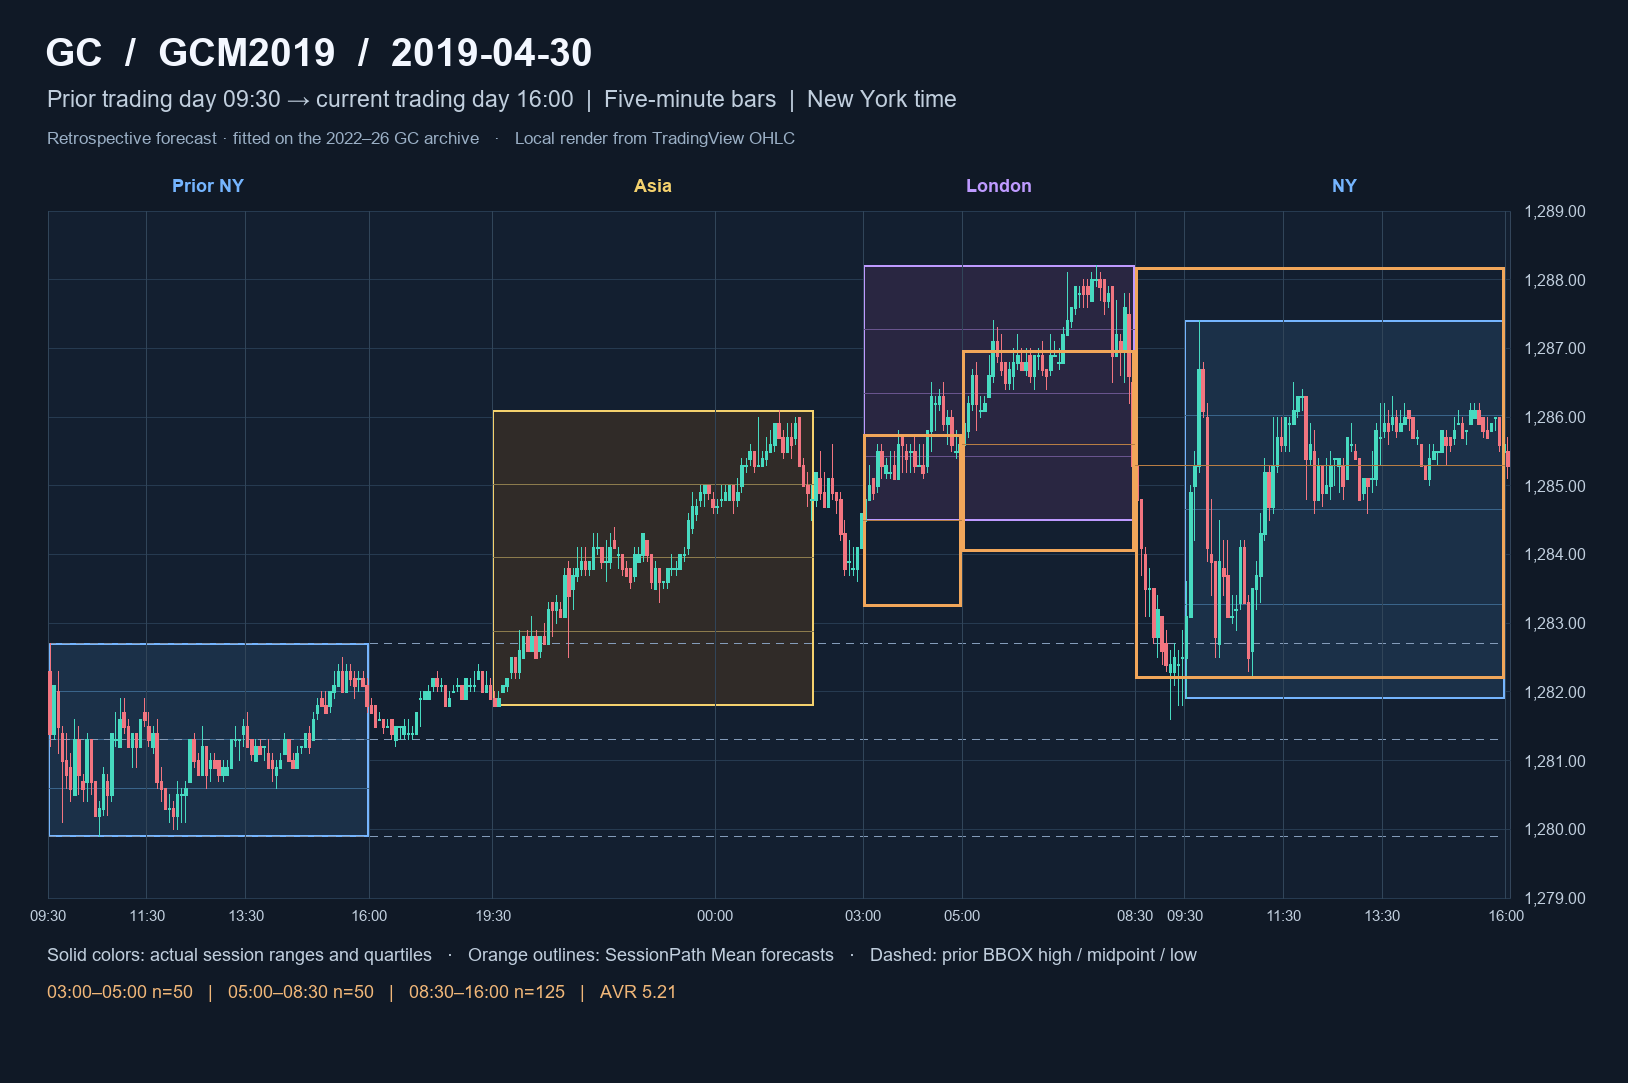 GC / GCM2019 / 2019-04-30
Prior trading day 09:30 → current trading day 16:00 | Five-minute bars | New York time
Retrospective forecast · fitted on the 2022–26 GC archive · Local render from TradingView OHLC
Prior NY Asia London NY
1,289.00
1,288.00
1,287.00
1,286.00
1,285.00
1,284.00
1,283.00
1,282.00
1,281.00
1,280.00
1,279.00
09:30 11:30 13:30 16:00 19:30 00:00 03:00 05:00 08:30 09:30 11:30 13:30 16:00
Solid colors: actual session ranges and quartiles · Orange outlines: SessionPath Mean forecasts · Dashed: prior BBOX high / midpoint / low
03:00–05:00 n=50 | 05:00–08:30 n=50 | 08:30–16:00 n=125 | AVR 5.21